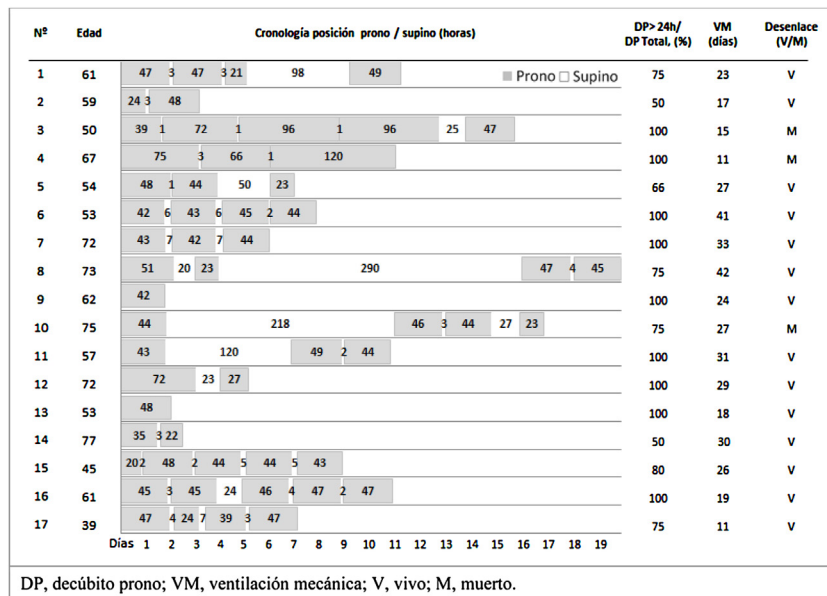 Nº Edad Cronología posición prono / supino (horas) DP> 24h/ DP Total, (%) VM (días) Desenlace (V/M)
Prono Supino
1 61 47 3 47 3 21 98 49 75 23 V
2 59 24 3 48 50 17 V
3 50 39 1 72 1 96 1 96 25 47 100 15 M
4 67 75 3 66 1 120 100 11 M
5 54 48 1 44 50 23 66 27 V
6 53 42 6 43 6 45 2 44 100 41 V
7 72 43 7 42 7 44 100 33 V
8 73 51 20 23 290 47 4 45 75 42 V
9 62 42 100 24 V
10 75 44 218 46 3 44 27 23 75 27 M
11 57 43 120 49 2 44 100 31 V
12 72 72 23 27 100 29 V
13 53 48 100 18 V
14 77 35 3 22 50 30 V
15 45 20 2 48 2 44 5 44 5 43 80 26 V
16 61 45 3 45 24 46 4 47 2 47 100 19 V
17 39 47 4 24 7 39 3 47 75 11 V
Días 1 2 3 4 5 6 7 8 9 10 11 12 13 14 15 16 17 18 19
DP, decúbito prono; VM, ventilación mecánica; V, vivo; M, muerto.